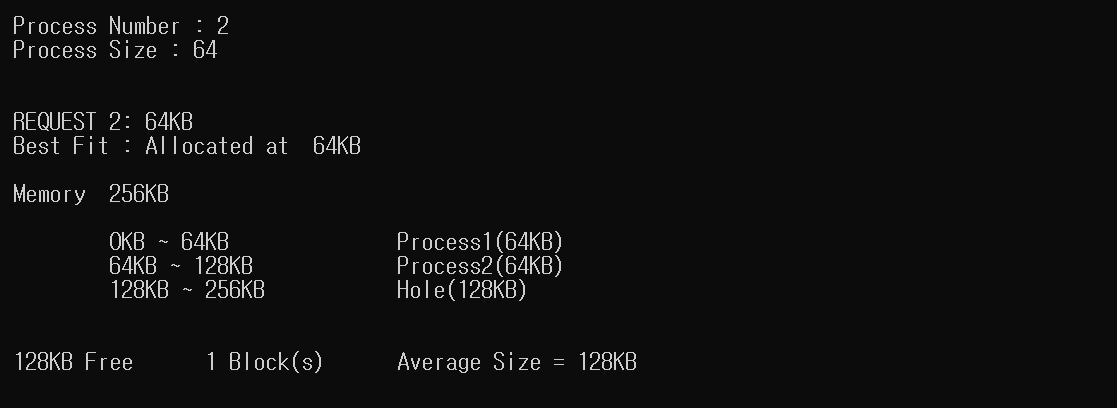 Process Number : 2
Process Size : 64
REQUEST 2: 64KB
Best Fit : Allocated at  64KB
Memory  256KB
0KB ~ 64KB              Process1(64KB)
64KB ~ 128KB            Process2(64KB)
128KB ~ 256KB           Hole(128KB)
128KB Free      1 Block(s)      Average Size = 128KB